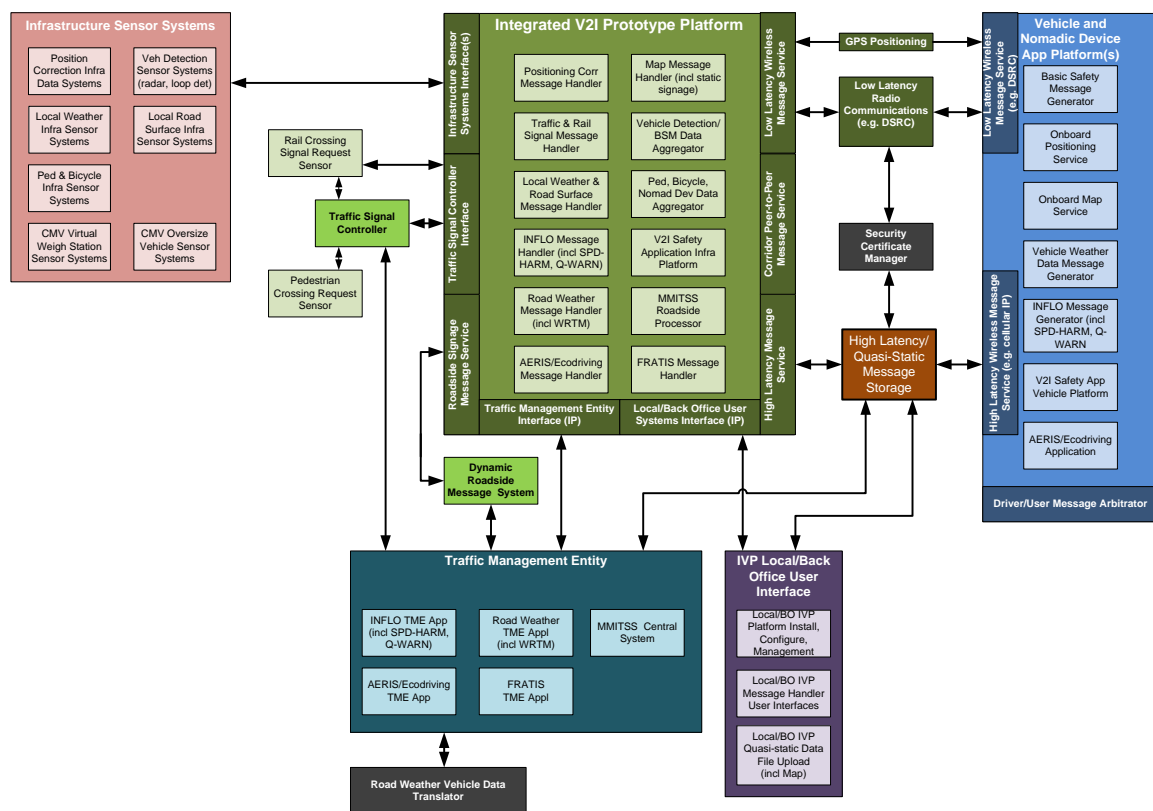 Infrastructure Sensor Systems
Position
Correction Infra
Data Systems
Veh Detection
Sensor Systems
(radar, loop det)
Local Weather
Infra Sensor
Systems
Local Road
Surface Infra
Sensor Systems
Ped & Bicycle
Infra Sensor
Systems
CMV Virtual
Weigh Station
Sensor Systems
CMV Oversize
Vehicle Sensor
Systems
Rail Crossing
Signal Request
Sensor
Traffic Signal
Controller
Pedestrian
Crossing Request
Sensor
Integrated V2I Prototype Platform
Infrastructure Sensor
Systems Interface(s)
Traffic Signal Controller
Interface
Roadside Signage
Message Service
Positioning Corr
Message Handler
Map Message
Handler (incl static
signage)
Traffic & Rail
Signal Message
Handler
Vehicle Detection/
BSM Data
Aggregator
Local Weather &
Road Surface
Message Handler
Ped, Bicycle,
Nomad Dev Data
Aggregator
INFLO Message
Handler (incl SPD-
HARM, Q-WARN)
V2I Safety
Application Infra
Platform
Road Weather
Message Handler
(incl WRTM)
MMITSS
Roadside
Processor
AERIS/Ecodriving
Message Handler
FRATIS Message
Handler
Traffic Management Entity
Interface (IP)
Local/Back Office User
Systems Interface (IP)
Low Latency Wireless
Message Service
Corridor Peer-to-Peer
Message Service
High Latency Message
Service
GPS Positioning
Low Latency
Radio
Communications
(e.g. DSRC)
Security
Certificate
Manager
High Latency/
Quasi-Static
Message
Storage
Vehicle and
Nomadic Device
App Platform(s)
Low Latency Wireless
Message Service
(e.g. DSRC)
High Latency Wireless Message
Service (e.g. cellular IP)
Basic Safety
Message
Generator
Onboard
Positioning
Service
Onboard Map
Service
Vehicle Weather
Data Message
Generator
INFLO Message
Generator (incl
SPD-HARM, Q-
WARN
V2I Safety App
Vehicle Platform
AERIS/Ecodriving
Application
Driver/User Message Arbitrator
Dynamic
Roadside
Message System
Traffic Management Entity
INFLO TME App
(incl SPD-HARM,
Q-WARN)
Road Weather
TME Appl
(incl WRTM)
MMITSS Central
System
AERIS/Ecodriving
TME App
FRATIS
TME Appl
Road Weather Vehicle Data
Translator
IVP Local/Back
Office User
Interface
Local/BO IVP
Platform Install,
Configure,
Management
Local/BO IVP
Message Handler
User Interfaces
Local/BO IVP
Quasi-static Data
File Upload
(incl Map)